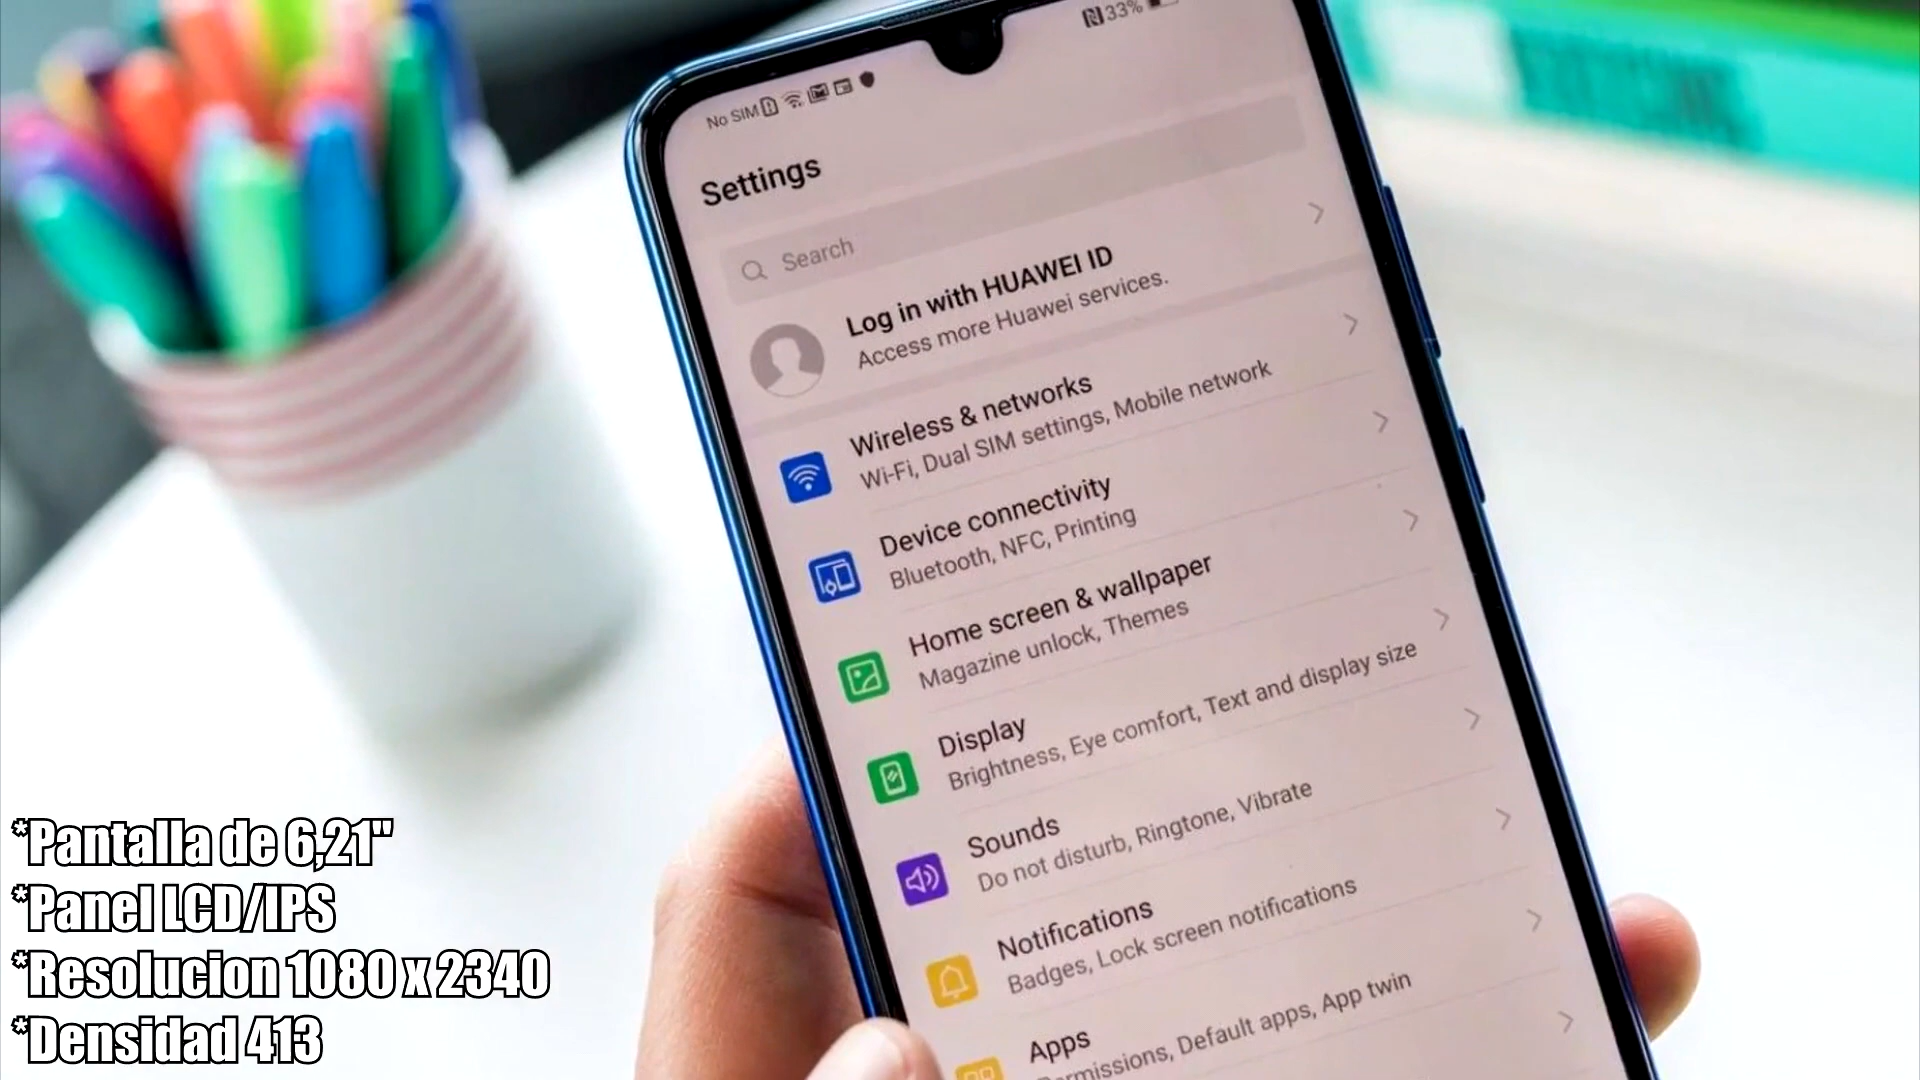 33%
No SIM
Settings
Search
Log in with HUAWEI ID
Access more Huawei services.
Wireless & networks
Wi-Fi, Dual SIM settings, Mobile network
Device connectivity
Bluetooth, NFC, Printing
Home screen & wallpaper
Magazine unlock, Themes
Display
Brightness, Eye comfort, Text and display size
Sounds
Do not disturb, Ringtone, Vibrate
Notifications
Badges, Lock screen notifications
Apps
Default apps, App twin
*Pantalla de 6,21"
*Panel LCD/IPS
*Resolucion 1080 x 2340
*Densidad 413